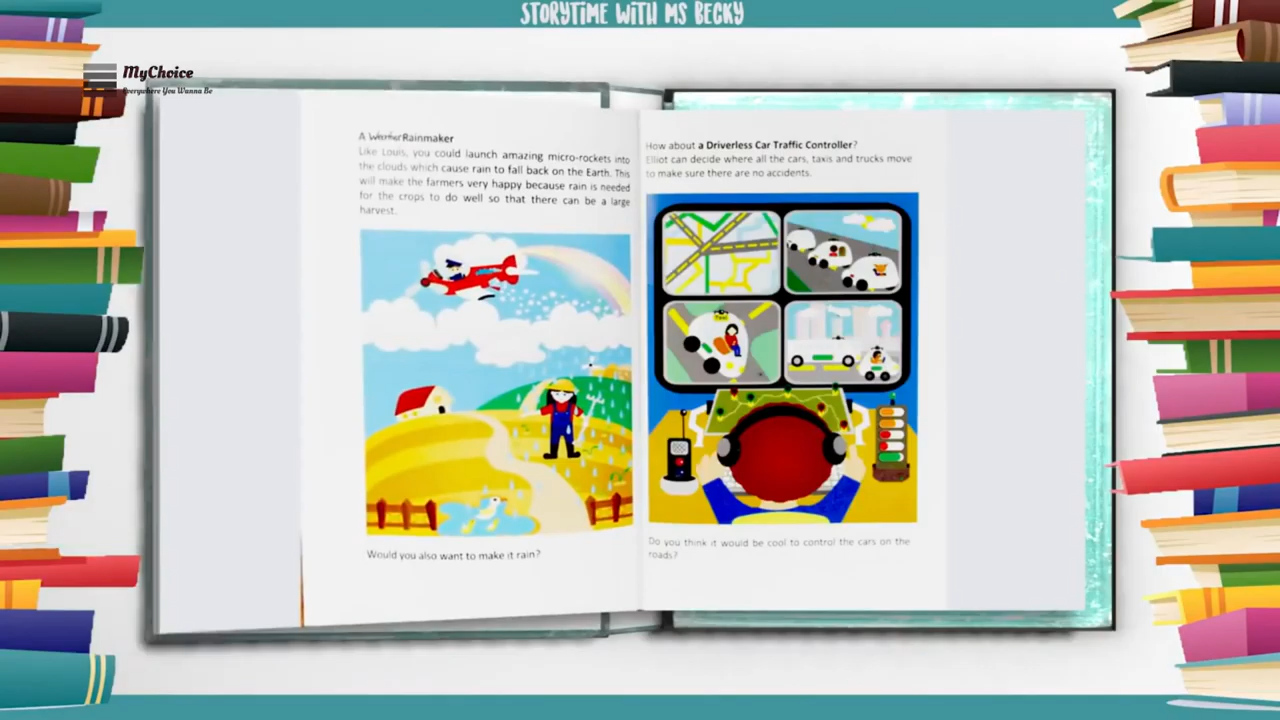 STORYTIME WITH MS BECKY
MyChoice
Everywhere You Wanna Be
A Weather Rainmaker
Like Louis, you could launch amazing micro-rockets into
the clouds which cause rain to fall back on the Earth. This
will make the farmers very happy because rain is needed
for the crops to do well so that there can be a large
harvest.
Would you also want to make it rain?
How about a Driverless Car Traffic Controller?
Elliot can decide where all the cars, taxis and trucks move
to make sure there are no accidents.
TAXI
Do you think it would be cool to control the cars on the
roads?